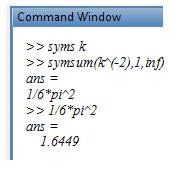 Command Window
>> syms k
>> symsum(k^(-2),1,inf)
ans =
1/6*pi^2
>> 1/6*pi^2
ans =
1.6449